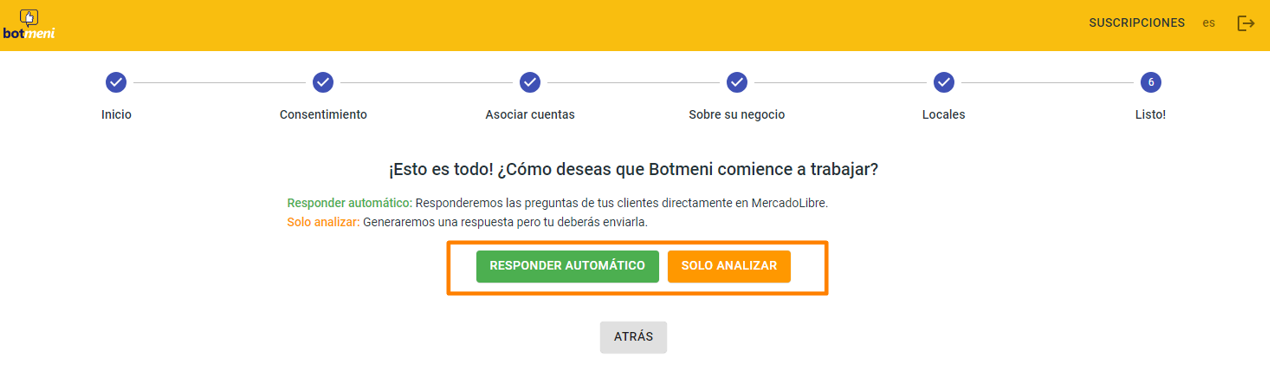 botmeni
SUSCRIPCIONES es
6
Inicio Consentimiento Asociar cuentas Sobre su negocio Locales Listo!
¡Esto es todo! ¿Cómo deseas que Botmeni comience a trabajar?
Responder automático: Responderemos las preguntas de tus clientes directamente en MercadoLibre.
Solo analizar: Generaremos una respuesta pero tu deberás enviarla.
RESPONDER AUTOMÁTICO SOLO ANALIZAR
ATRÁS